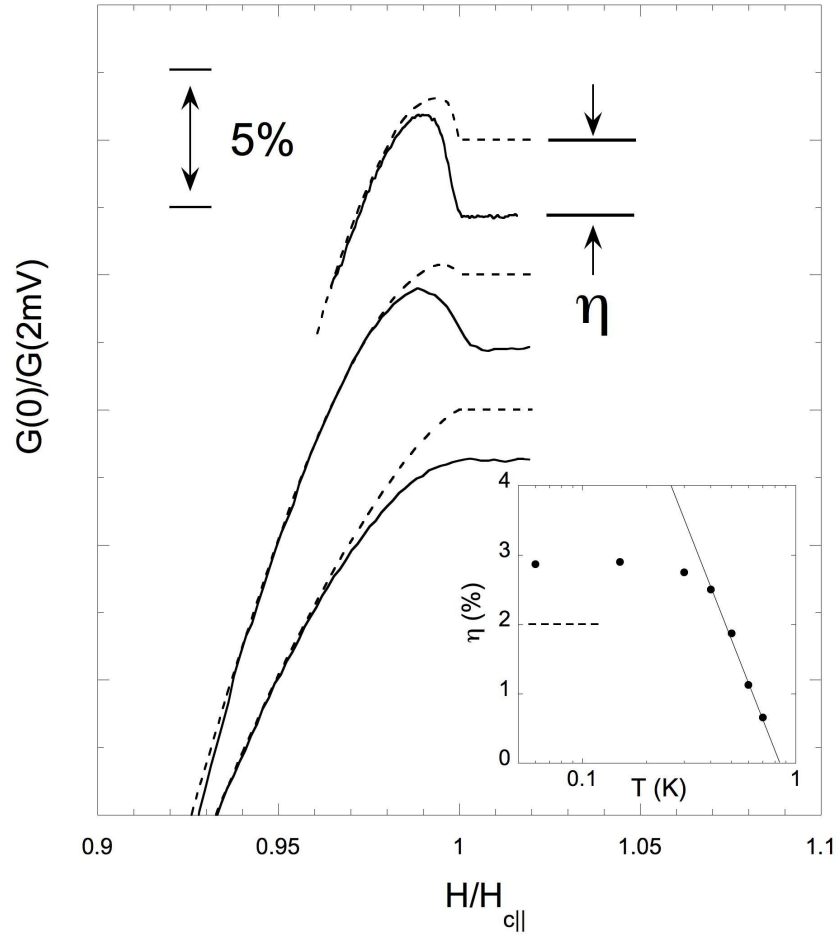 5%
η
G(0)/G(2mV)
4
3
2
1
0
η (%)
0.1
1
T (K)
0.9
0.95
1
1.05
1.1
H/Hc||